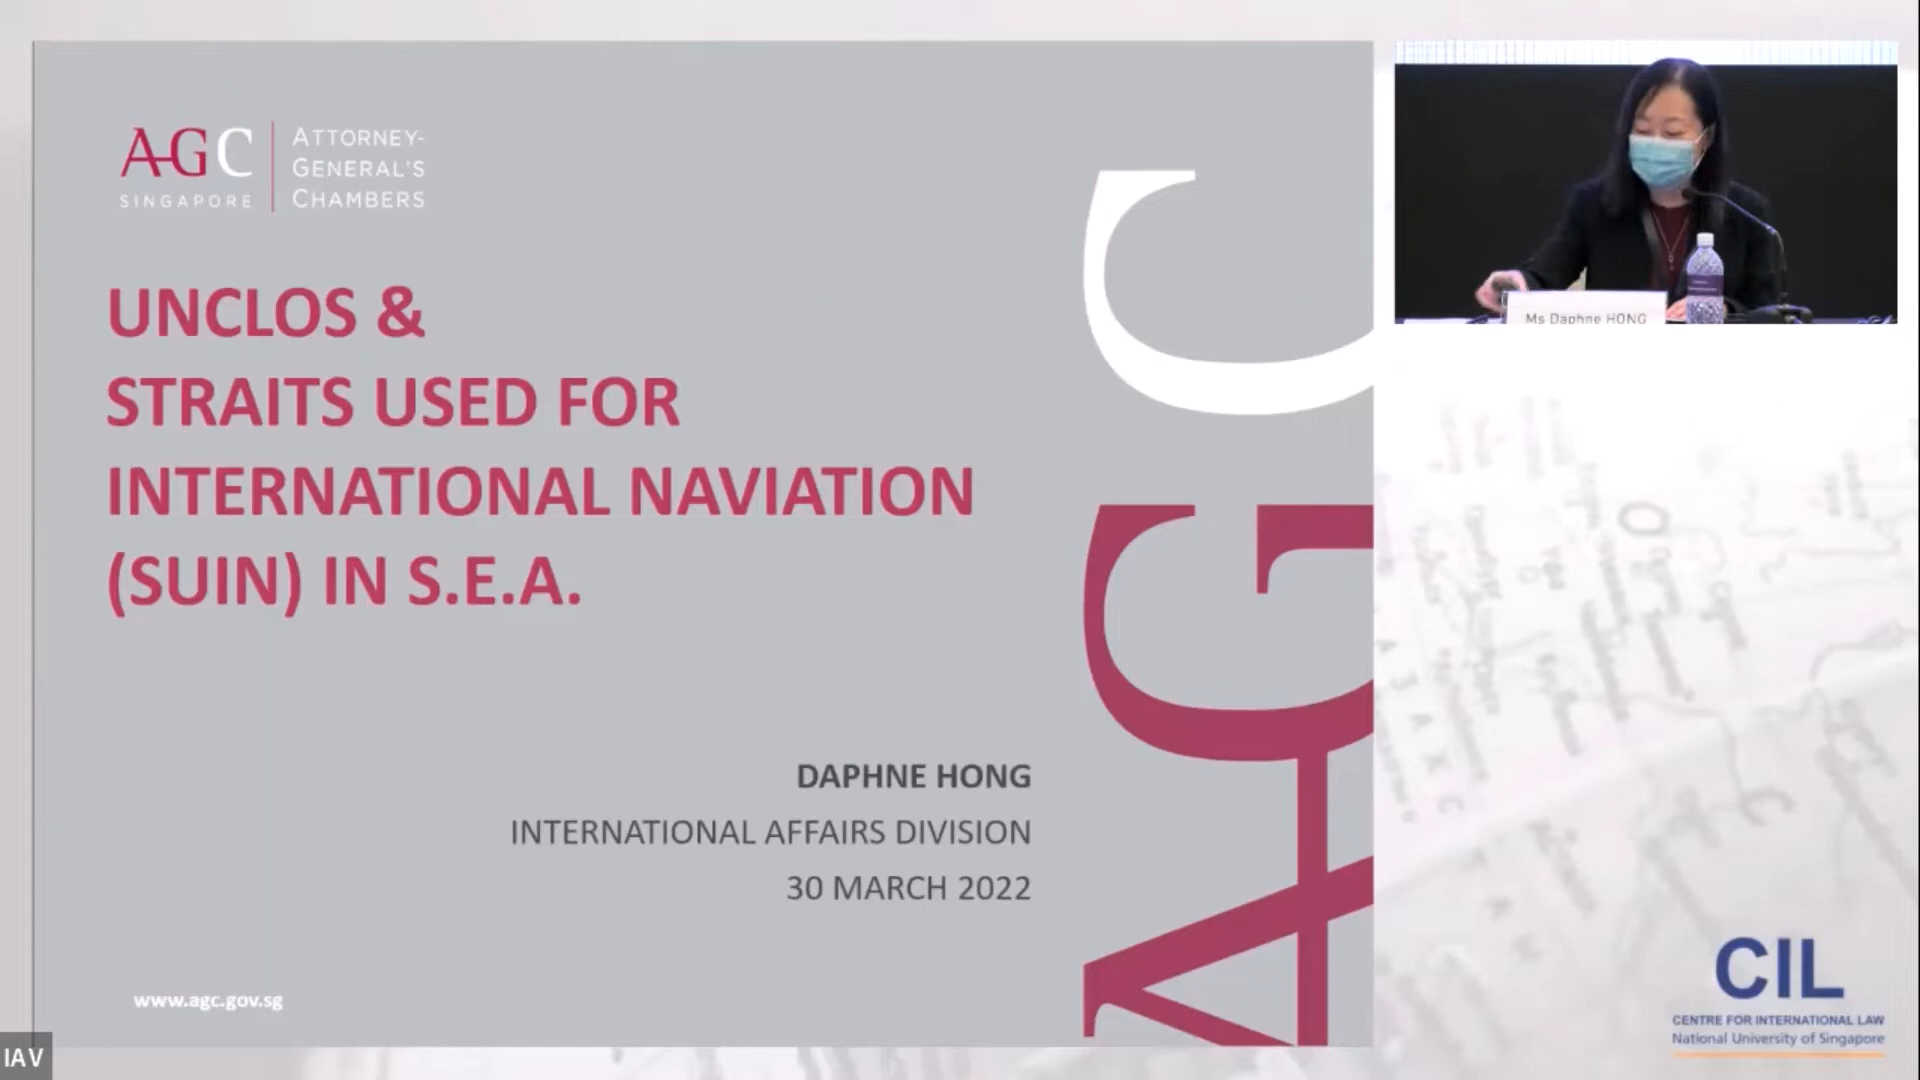 AGC
SINGAPORE
ATTORNEY-
GENERAL'S
CHAMBERS
UNCLOS &
STRAITS USED FOR
INTERNATIONAL NAVIATION
(SUIN) IN S.E.A.
DAPHNE HONG
INTERNATIONAL AFFAIRS DIVISION
30 MARCH 2022
www.agc.gov.sg
AGC
Ms Daphne HONG
CIL
CENTRE FOR INTERNATIONAL LAW
National University of Singapore
IAV